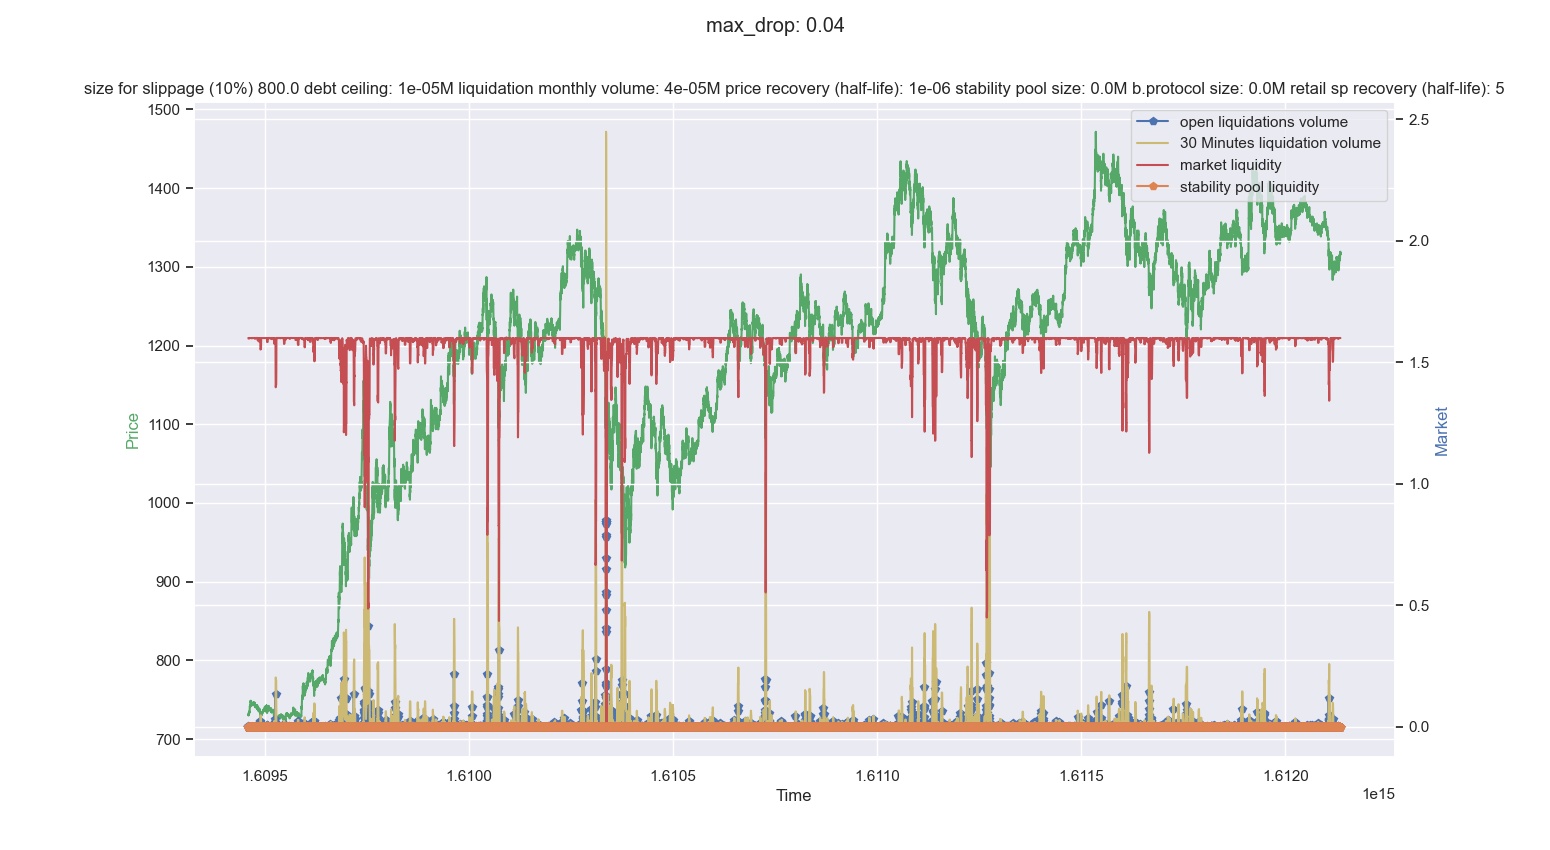 max_drop: 0.04
size for slippage (10%) 800.0 debt ceiling: 1e-05M liquidation monthly volume: 4e-05M price recovery (half-life): 1e-06 stability pool size: 0.0M b.protocol size: 0.0M retail sp recovery (half-life): 5
open liquidations volume
30 Minutes liquidation volume
market liquidity
stability pool liquidity
Price
1500
1400
1300
1200
1100
1000
900
800
700
Market
2.5
2.0
1.5
1.0
0.5
0.0
1.6095
1.6100
1.6105
1.6110
1.6115
1.6120
1e15
Time